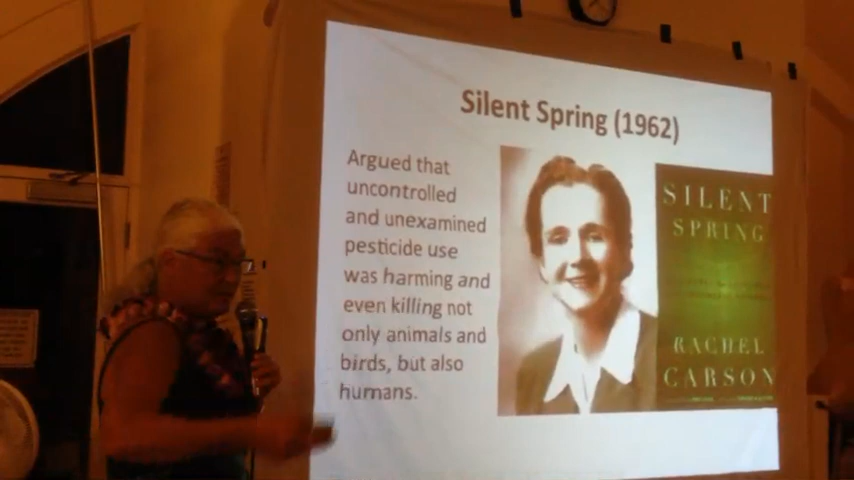 Silent Spring (1962)
Argued that
uncontrolled
and unexamined
pesticide use
was harming and
even killing not
only animals and
birds, but also
humans.
SILENT
SPRING
RACHEL
CARSON